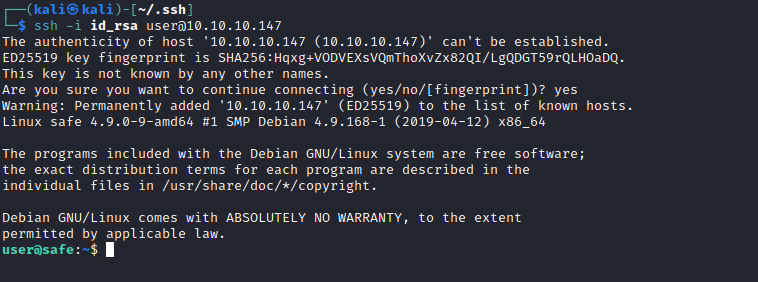 ┌──(kali㉿kali)-[~/.ssh]
└─$ ssh -i id_rsa user@10.10.10.147
The authenticity of host '10.10.10.147 (10.10.10.147)' can't be established.
ED25519 key fingerprint is SHA256:Hqxg+VODVEXsVQmThoXvZx82QI/LgQDGT59rQLHOaDQ.
This key is not known by any other names.
Are you sure you want to continue connecting (yes/no/[fingerprint])? yes
Warning: Permanently added '10.10.10.147' (ED25519) to the list of known hosts.
Linux safe 4.9.0-9-amd64 #1 SMP Debian 4.9.168-1 (2019-04-12) x86_64
The programs included with the Debian GNU/Linux system are free software;
the exact distribution terms for each program are described in the
individual files in /usr/share/doc/*/copyright.
Debian GNU/Linux comes with ABSOLUTELY NO WARRANTY, to the extent
permitted by applicable law.
user@safe:~$